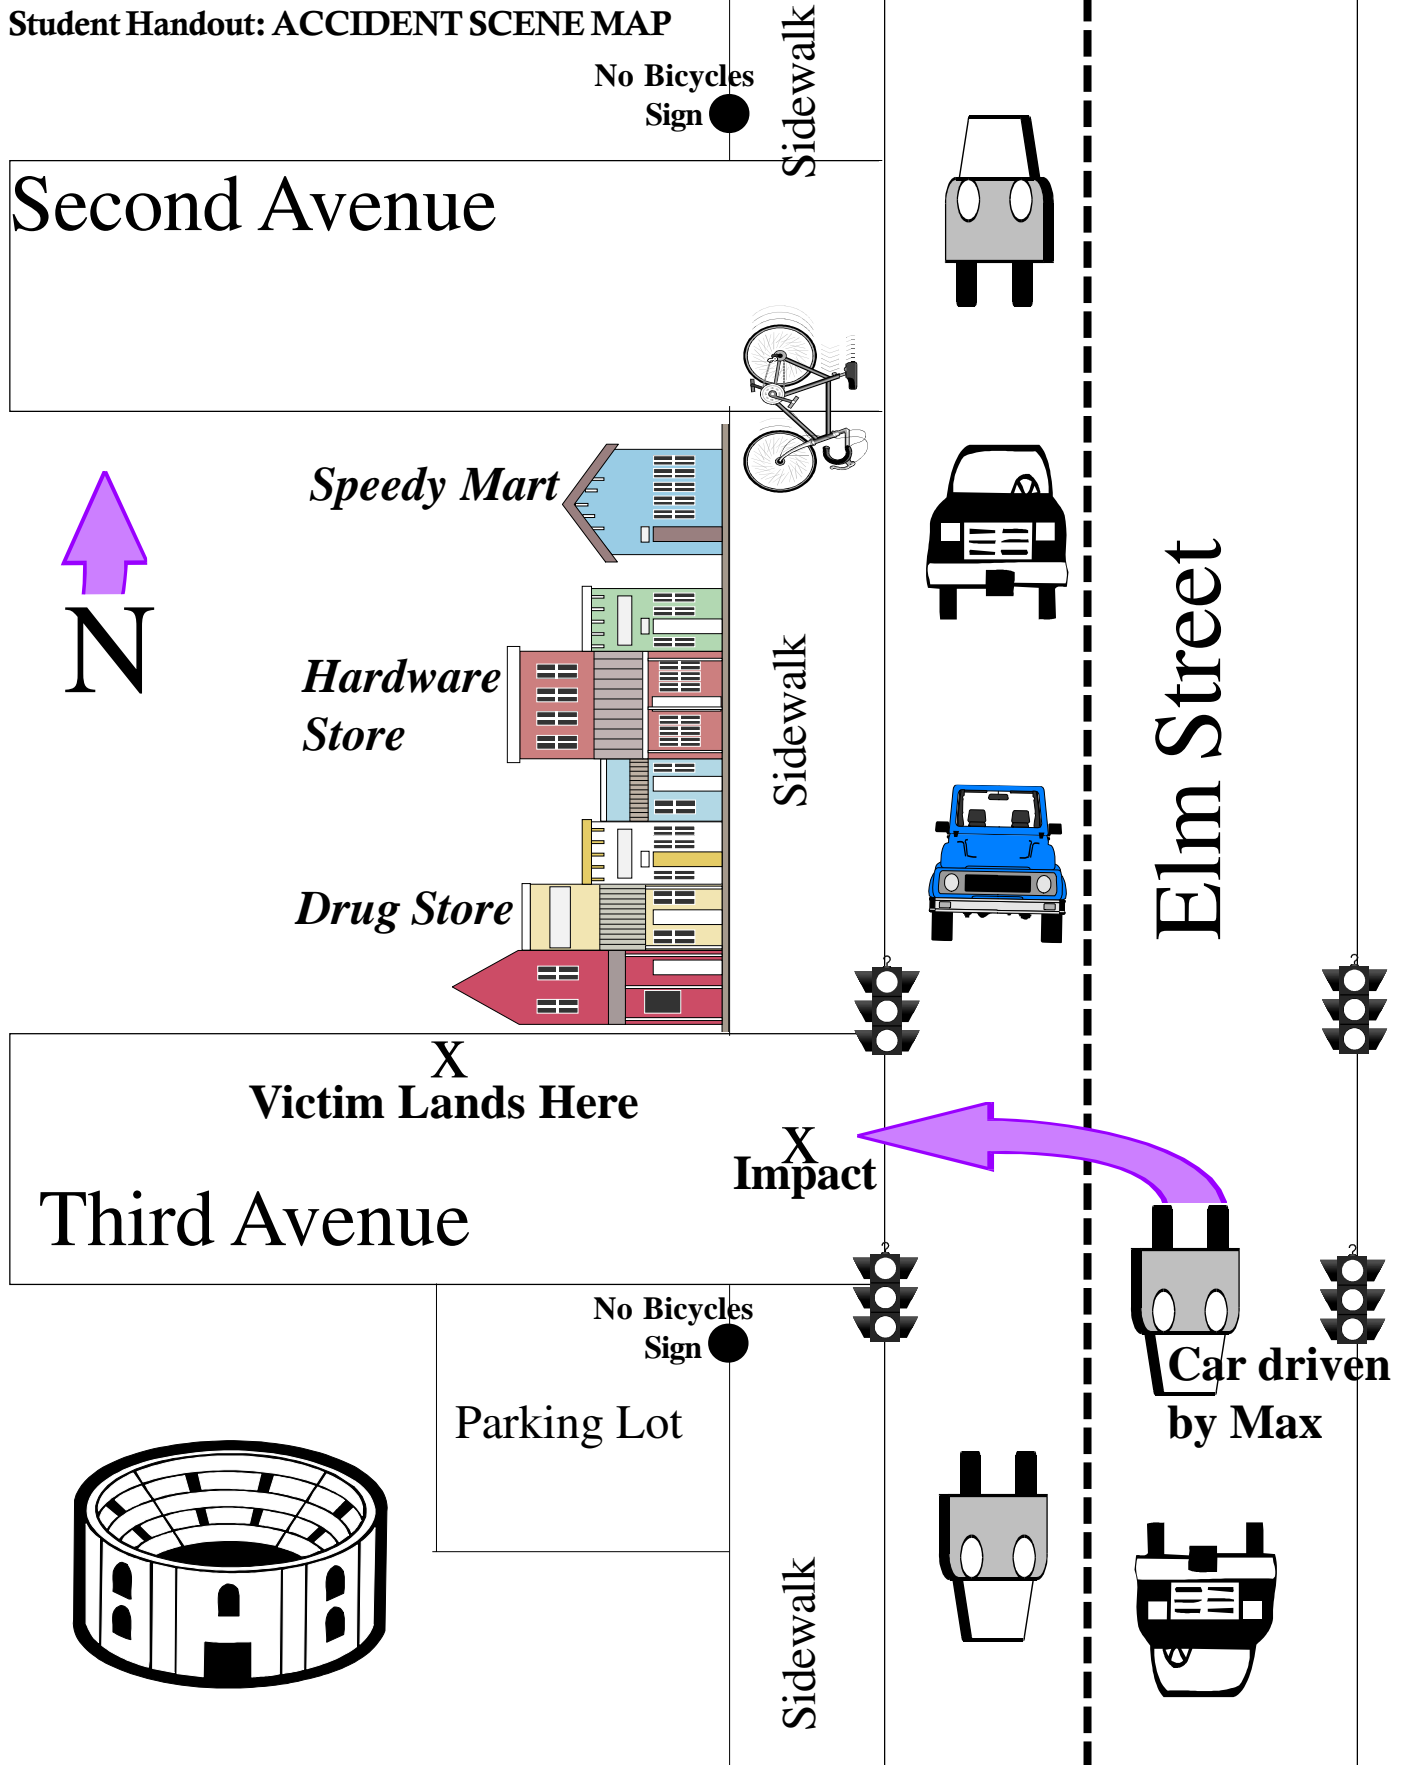 Student Handout: ACCIDENT SCENE MAP
Sidewalk
No Bicycles
Sign
Second Avenue
Speedy Mart
N
Hardware
Store
Sidewalk
Elm Street
Drug Store
X
Victim Lands Here
X
Impact
Third Avenue
No Bicycles
Sign
Car driven
by Max
Parking Lot
Sidewalk